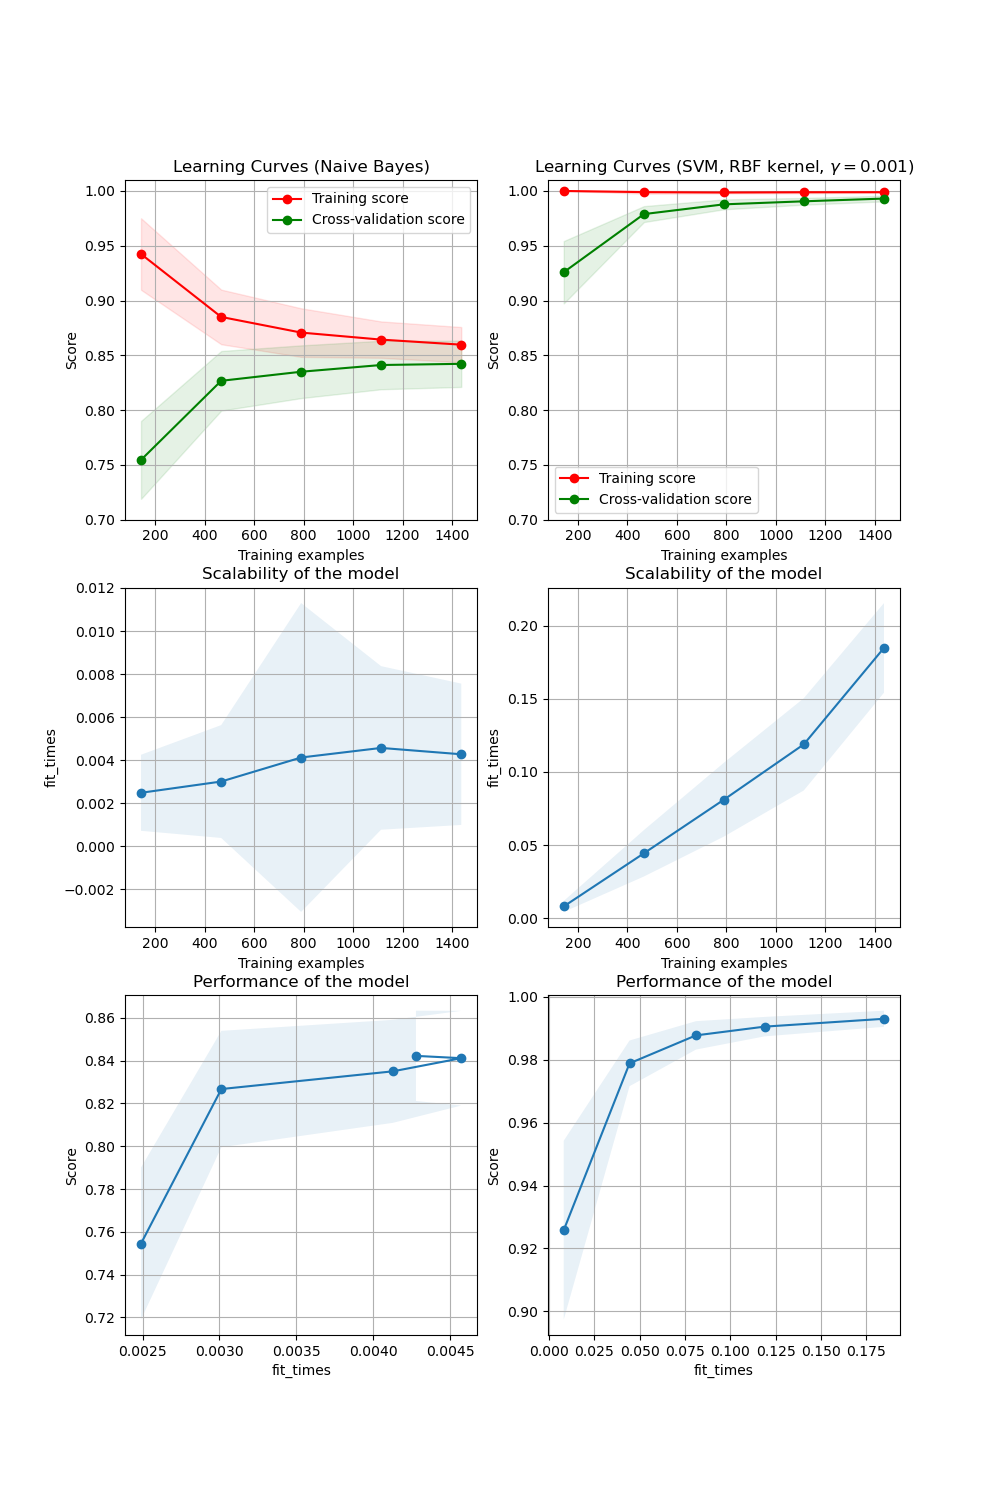 Learning Curves (Naive Bayes)
1.00
0.95
0.90
0.85
0.80
0.75
0.70
Score
Training score
Cross-validation score
200 400 600 800 1000 1200 1400
Training examples
Learning Curves (SVM, RBF kernel, γ = 0.001)
1.00
0.95
0.90
0.85
0.80
0.75
0.70
Score
Training score
Cross-validation score
200 400 600 800 1000 1200 1400
Training examples
Scalability of the model
0.012
0.010
0.008
0.006
0.004
0.002
0.000
−0.002
fit_times
200 400 600 800 1000 1200 1400
Training examples
Scalability of the model
0.20
0.15
0.10
0.05
0.00
fit_times
200 400 600 800 1000 1200 1400
Training examples
Performance of the model
0.86
0.84
0.82
0.80
0.78
0.76
0.74
0.72
Score
0.0025 0.0030 0.0035 0.0040 0.0045
fit_times
Performance of the model
1.00
0.98
0.96
0.94
0.92
0.90
Score
0.000 0.025 0.050 0.075 0.100 0.125 0.150 0.175
fit_times